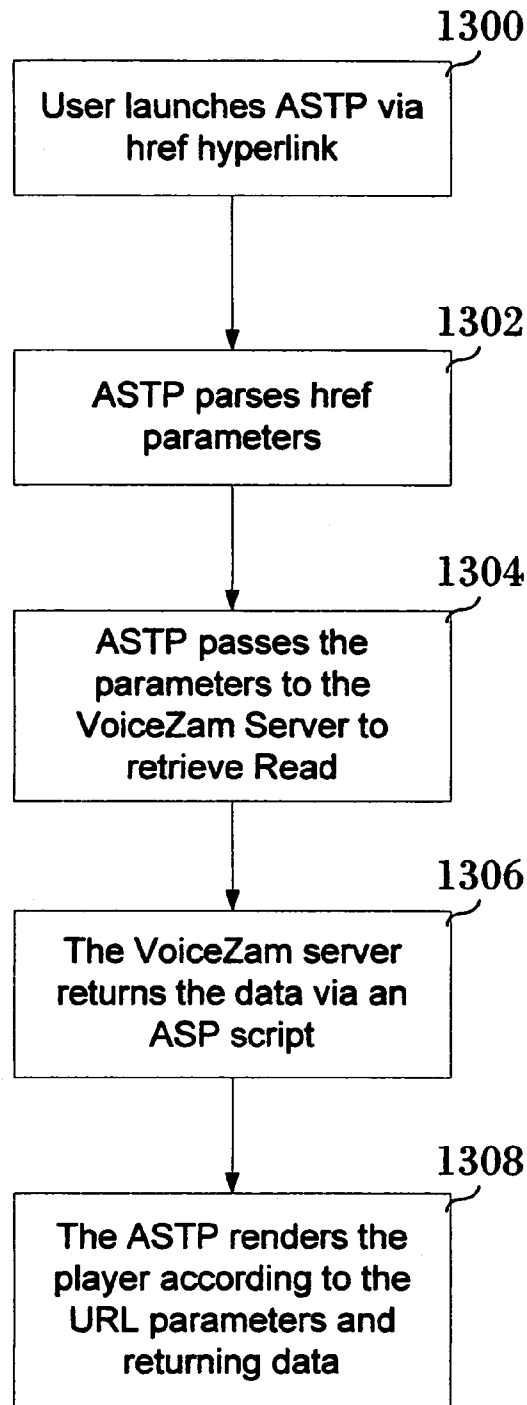 1300
User launches ASTP via
href hyperlink
1302
ASTP parses href
parameters
1304
ASTP passes the
parameters to the
VoiceZam Server to
retrieve Read
1306
The VoiceZam server
returns the data via an
ASP script
1308
The ASTP renders the
player according to the
URL parameters and
returning data